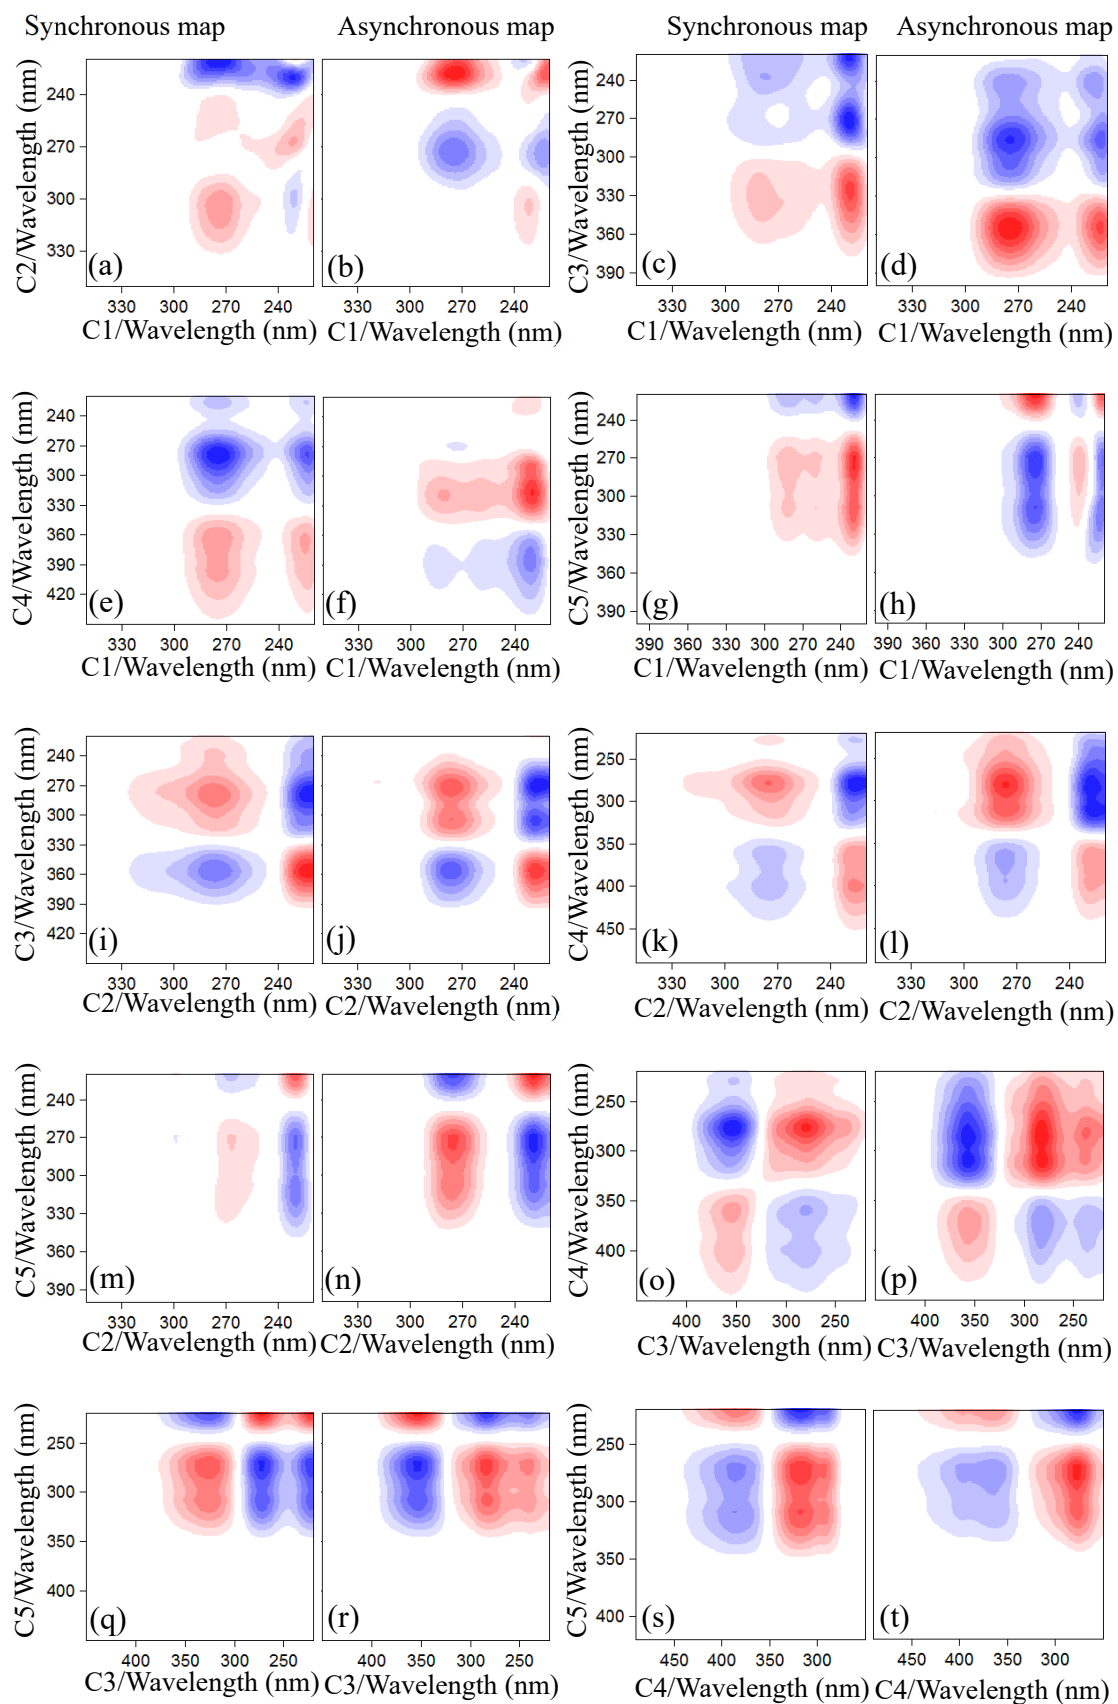 Synchronous map Asynchronous map Synchronous map Asynchronous map
C2/Wavelength (nm)
240
270
300
330
(a) (b)
330 300 270 240 330 300 270 240
C1/Wavelength (nm) C1/Wavelength (nm)
C3/Wavelength (nm)
240
270
300
330
360
390
(c) (d)
330 300 270 240 330 300 270 240
C1/Wavelength (nm) C1/Wavelength (nm)
C4/Wavelength (nm)
240
270
300
330
360
390
420
(e) (f)
330 300 270 240 330 300 270 240
C1/Wavelength (nm) C1/Wavelength (nm)
C5/Wavelength (nm)
240
270
300
330
360
390
(g) (h)
390 360 330 300 270 240 390 360 330 300 270 240
C1/Wavelength (nm) C1/Wavelength (nm)
C3/Wavelength (nm)
240
270
300
330
360
390
420
(i) (j)
330 300 270 240 330 300 270 240
C2/Wavelength (nm) C2/Wavelength (nm)
C4/Wavelength (nm)
250
300
350
400
450
(k) (l)
330 300 270 240 330 300 270 240
C2/Wavelength (nm) C2/Wavelength (nm)
C5/Wavelength (nm)
240
270
300
330
360
390
(m) (n)
330 300 270 240 330 300 270 240
C2/Wavelength (nm) C2/Wavelength (nm)
C4/Wavelength (nm)
250
300
350
400
(o) (p)
400 350 300 250 400 350 300 250
C3/Wavelength (nm) C3/Wavelength (nm)
C5/Wavelength (nm)
250
300
350
400
(q) (r)
400 350 300 250 400 350 300 250
C3/Wavelength (nm) C3/Wavelength (nm)
C5/Wavelength (nm)
250
300
350
400
(s) (t)
450 400 350 300 450 400 350 300
C4/Wavelength (nm) C4/Wavelength (nm)